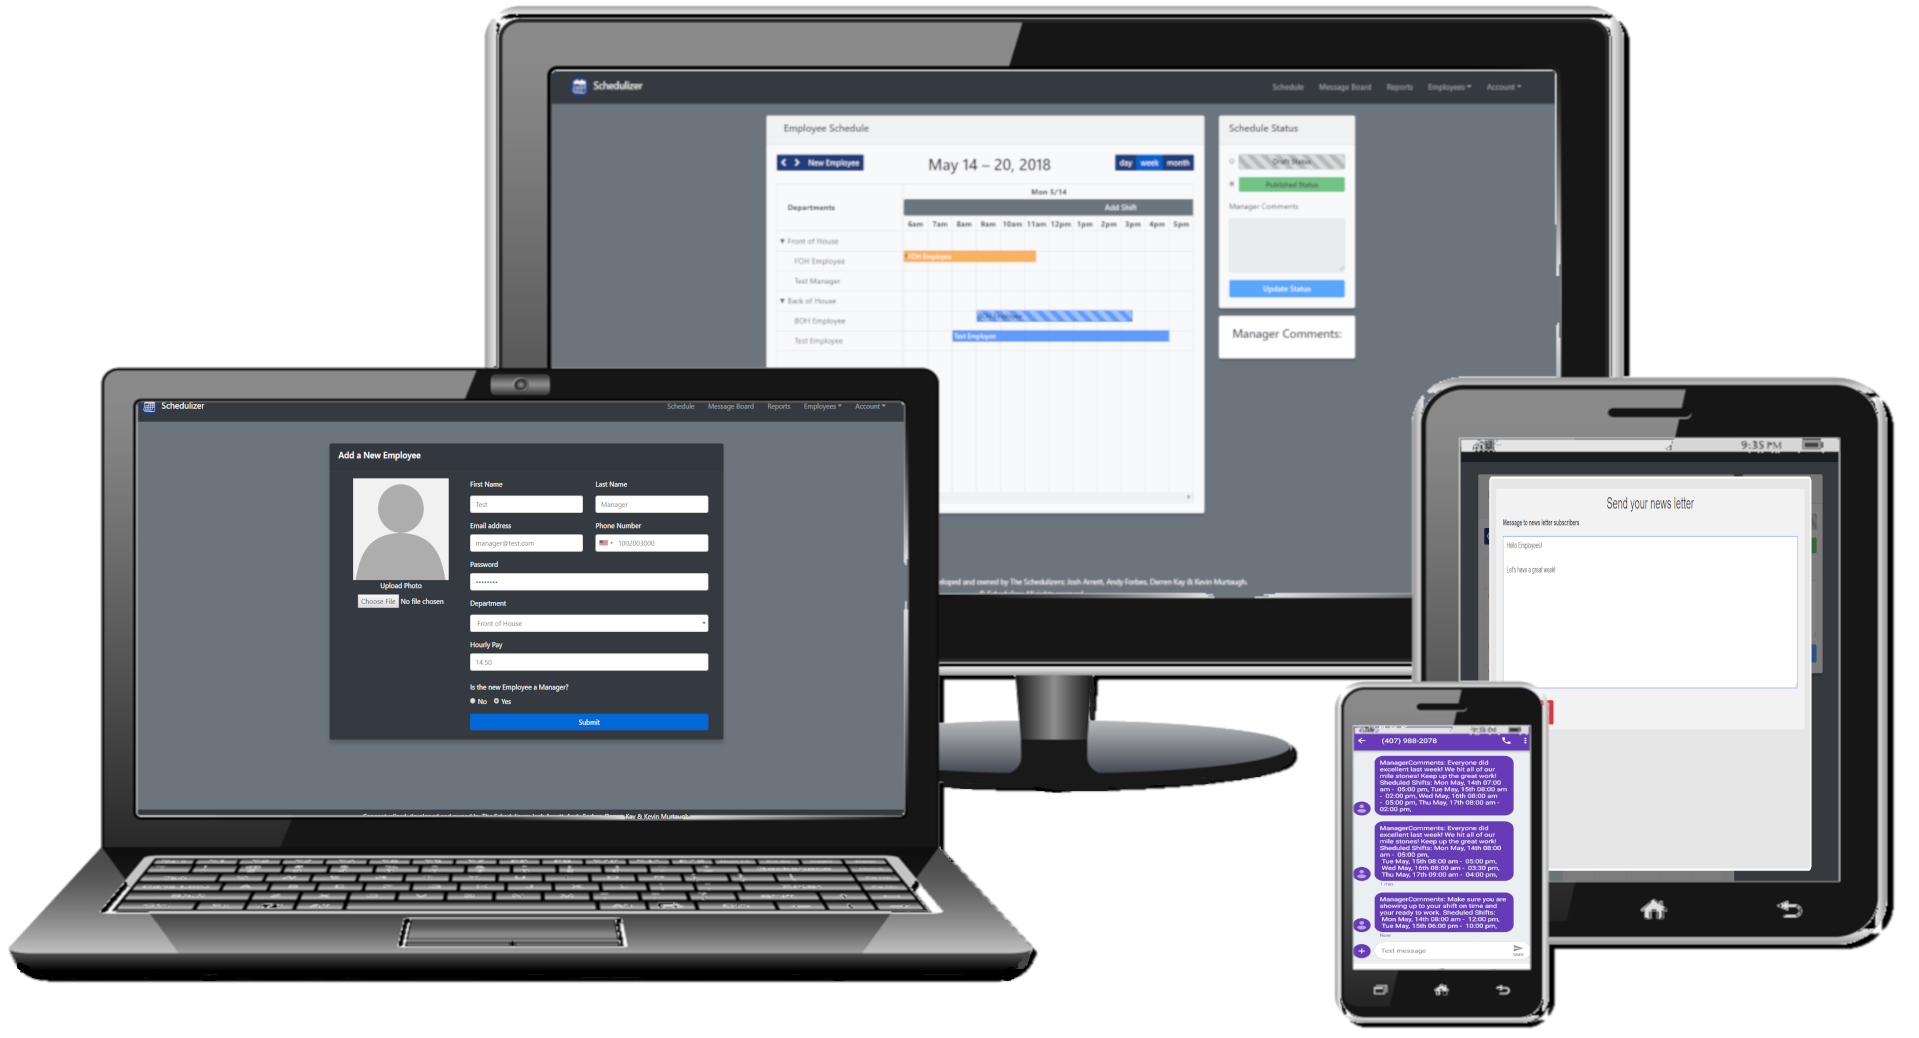 Schedulizer
Schedule Message Board Reports Employees Account
Employee Schedule
New Employee
May 14 – 20, 2018
day week month
Mon 5/14
Departments
Add Shift
6am 7am 8am 9am 10am 11am 12pm 1pm 2pm 3pm 4pm 5pm
Front of House
FOH Employee
FOH Employee
Test Manager
Back of House
BOH Employee
BOH Employee
Test Employee
Test Employee
Schedule Status
Draft Status
Published Status
Manager Comments
Update Status
Manager Comments:
eloped and owned by The Schedulizers: Josh Arnett, Andy Forbes, Darren Kay & Kevin Murtaugh.
Schedulizer
Schedule Message Board Reports Employees Account
Add a New Employee
Upload Photo
Choose File No file chosen
First Name
Last Name
Test
Manager
Email address
Phone Number
manager@test.com
1002003000
Password
••••••••
Department
Front of House
Hourly Pay
14.50
Is the new Employee a Manager?
No Yes
Submit
9:35 PM
Send your news letter
Message to news letter subscribers
Hello Employees!
Let's have a great week!
(407) 988-2078
ManagerComments: Everyone did
excellent last week! We hit all of our
mile stones! Keep up the great work!
Sheduled Shifts: Mon May, 14th 07:00
am - 05:00 pm, Tue May, 15th 08:00 am
- 02:00 pm, Wed May, 16th 08:00 am
- 05:00 pm, Thu May, 17th 08:00 am -
02:00 pm,
ManagerComments: Everyone did
excellent last week! We hit all of our
mile stones! Keep up the great work!
Sheduled Shifts: Mon May, 14th 08:00
am - 05:00 pm,
Tue May, 15th 08:00 am - 05:00 pm,
Wed May, 16th 08:00 am - 03:30 pm,
Thu May, 17th 09:00 am - 04:00 pm,
1 min
ManagerComments: Make sure you are
showing up to your shift on time and
your ready to work. Sheduled Shifts:
Mon May, 14th 08:00 am - 12:00 pm,
Tue May, 15th 06:00 pm - 10:00 pm,
Now
Text message